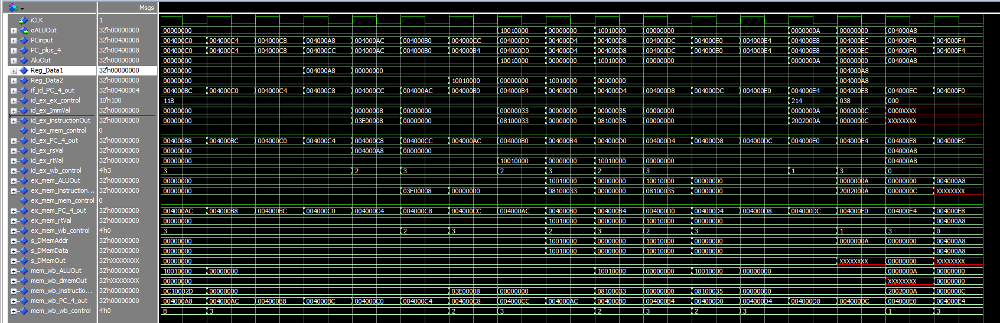 Msgs
iCLK 1
oALUOut 32'h00000000 00000000 10010000 00000000 10010000 00000000 0000000A 00000000 004000A8
PCinput 32'h00400008 004000C0 004000C4 004000C8 004000A8 004000AC 004000B0 004000CC 004000D0 004000D4 004000D8 004000DC 004000E0 004000E4 004000E8 004000EC 004000F0 004000F4
PC_plus_4 32'h00400008 004000C0 004000C4 004000C8 004000CC 004000AC 004000B0 004000B4 004000D0 004000D4 004000D8 004000DC 004000E0 004000E4 004000E8 004000EC 004000F0 004000F4
AluOut 32'h00000000 00000000 10010000 00000000 10010000 00000000 0000000A 00000000 004000A8
Reg_Data1 32'h00000000 00000000 004000A8 00000000 004000A8
Reg_Data2 32'h00000000 00000000 10010000 00000000 10010000 00000000 004000A8
if_id_PC_4_out 32'h00400004 004000BC 004000C0 004000C4 004000C8 004000CC 004000AC 004000B0 004000B4 004000D0 004000D4 004000D8 004000DC 004000E0 004000E4 004000E8 004000EC 004000F0
id_ex_ex_control 10'h100 118 214 038 000
id_ex_ImmVal 32'h00000000 00000000 00000008 00000000 00000033 00000000 00000035 00000000 0000000A 0000000C 0000XXXX
id_ex_instructionOut 32'h00000000 00000000 03E00008 00000000 08100033 00000000 08100035 00000000 2002000A 0000000C XXXXXXXX
id_ex_mem_control 0
id_ex_PC_4_out 32'h00000000 004000B8 004000BC 004000C0 004000C4 004000C8 004000CC 004000AC 004000B0 004000B4 004000D0 004000D4 004000D8 004000DC 004000E0 004000E4 004000E8 004000EC
id_ex_rsVal 32'h00000000 00000000 004000A8 00000000 004000A8
id_ex_rtVal 32'h00000000 00000000 10010000 00000000 10010000 00000000 004000A8
id_ex_wb_control 4'h3 3 2 3 2 3 2 3 1 3 0
ex_mem_ALUOut 32'h00000000 00000000 10010000 00000000 10010000 00000000 0000000A 00000000 004000A8
ex_mem_instruction... 32'h00000000 00000000 03E00008 00000000 08100033 00000000 08100035 00000000 2002000A 0000000C XXXXXXXX
ex_mem_mem_control 0
ex_mem_PC_4_out 32'h00000000 004000AC 004000B8 004000BC 004000C0 004000C4 004000C8 004000CC 004000AC 004000B0 004000B4 004000D0 004000D4 004000D8 004000DC 004000E0 004000E4 004000E8
ex_mem_rtVal 32'h00000000 00000000 10010000 00000000 10010000 00000000 004000A8
ex_mem_wb_control 4'h0 3 2 3 2 3 2 3 1 3 0
s_DMemAddr 32'h00000000 00000000 10010000 00000000 10010000 00000000 0000000A 00000000 004000A8
s_DMemData 32'h00000000 00000000 10010000 00000000 10010000 00000000 004000A8
s_DMemOut 32'hXXXXXXXX 00000000 XXXXXXXX 00000000 XXXXXXXX
mem_wb_ALUOut 32'h00000000 10010000 00000000 10010000 00000000 10010000 00000000 0000000A 00000000
mem_wb_dmemOut 32'hXXXXXXXX 00000000 XXXXXXXX 00000000
mem_wb_instructio... 32'h00000000 0C10002D 00000000 03E00008 00000000 08100033 00000000 08100035 00000000 2002000A 0000000C
mem_wb_PC_4_out 32'h00000000 004000A8 004000AC 004000B8 004000BC 004000C0 004000C4 004000C8 004000CC 004000AC 004000B0 004000B4 004000D0 004000D4 004000D8 004000DC 004000E0 004000E4
mem_wb_wb_control 4'h0 B 3 2 3 2 3 2 3 1 3